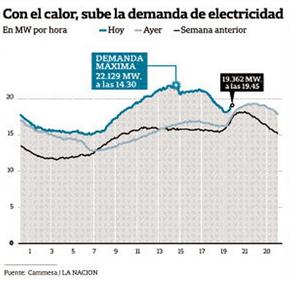 Con el calor, sube la demanda de electricidad
En MW por hora
Hoy
Ayer
Semana anterior
DEMANDA
MÁXIMA
22.129 MW.
a las 14.30
19.362 MW.
a las 19.45
20
15
10
5
0
1 3 5 7 9 11 13 15 17 19 21 23 20
Fuente: Cammesa / LA NACION